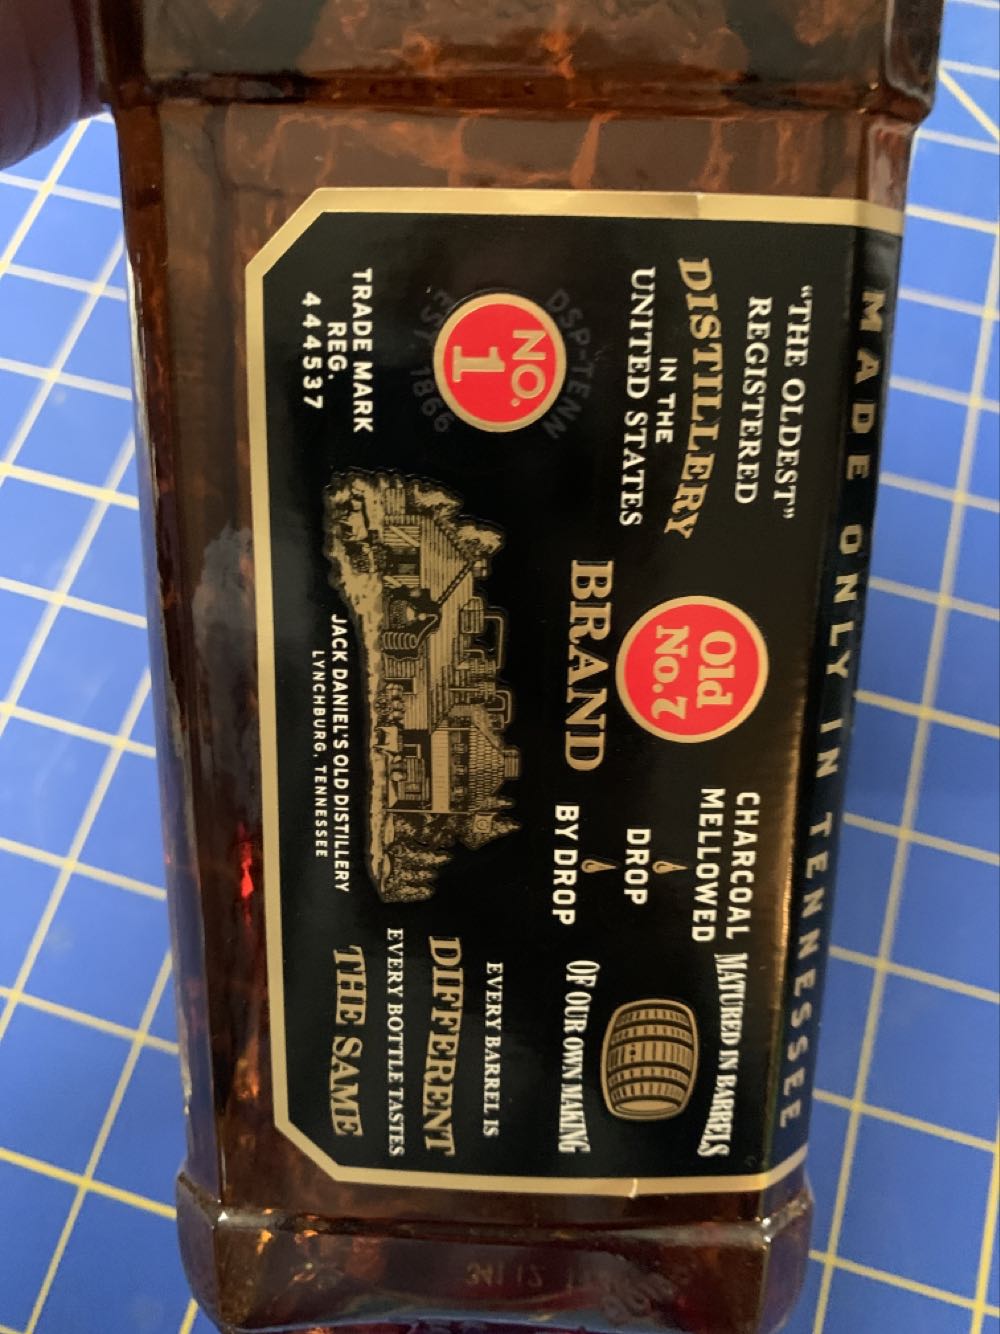 MADE ONLY IN TENNESSEE
"THE OLDEST"
REGISTERED
DISTILLERY
IN THE
UNITED STATES
DSP-TENN
NO.
1
EST. 1866
TRADE MARK
REG.
444537
Old
No.7
BRAND
JACK DANIEL'S OLD DISTILLERY
LYNCHBURG, TENNESSEE
CHARCOAL
MELLOWED
DROP
BY DROP
MATURED IN BARRELS
OF OUR OWN MAKING
EVERY BARREL IS
DIFFERENT
EVERY BOTTLE TASTES
THE SAME